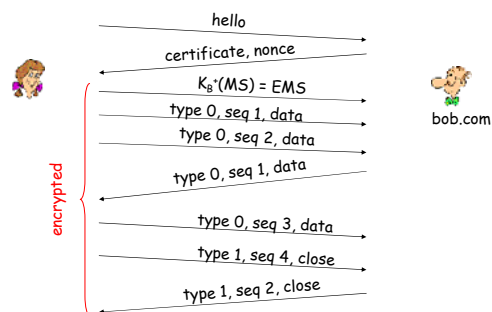 hello
certificate, nonce
K_B⁺(MS) = EMS
type 0, seq 1, data
type 0, seq 2, data
type 0, seq 1, data
type 0, seq 3, data
type 1, seq 4, close
type 1, seq 2, close
encrypted
bob.com